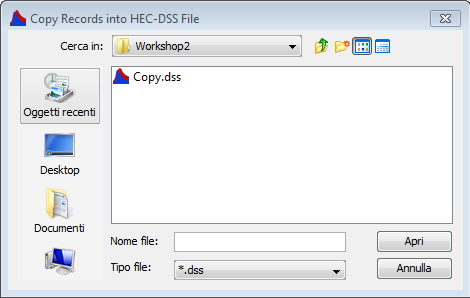 Copy Records into HEC-DSS File
Cerca in:
Workshop2
Oggetti recenti
Desktop
Documenti
Copy.dss
Nome file:
Apri
Tipo file:
*.dss
Annulla